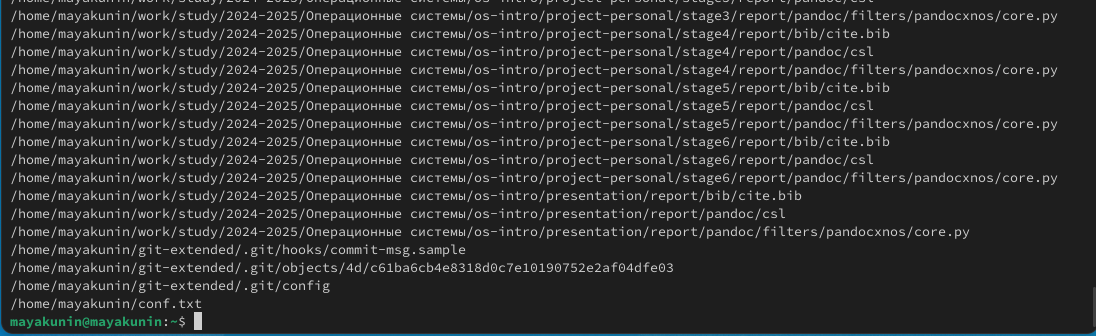 /home/mayakunin/work/study/2024-2025/Операционные системы/os-intro/project-personal/stage3/report/pandoc/csl
/home/mayakunin/work/study/2024-2025/Операционные системы/os-intro/project-personal/stage3/report/pandoc/filters/pandocxnos/core.py
/home/mayakunin/work/study/2024-2025/Операционные системы/os-intro/project-personal/stage4/report/bib/cite.bib
/home/mayakunin/work/study/2024-2025/Операционные системы/os-intro/project-personal/stage4/report/pandoc/csl
/home/mayakunin/work/study/2024-2025/Операционные системы/os-intro/project-personal/stage4/report/pandoc/filters/pandocxnos/core.py
/home/mayakunin/work/study/2024-2025/Операционные системы/os-intro/project-personal/stage5/report/bib/cite.bib
/home/mayakunin/work/study/2024-2025/Операционные системы/os-intro/project-personal/stage5/report/pandoc/csl
/home/mayakunin/work/study/2024-2025/Операционные системы/os-intro/project-personal/stage5/report/pandoc/filters/pandocxnos/core.py
/home/mayakunin/work/study/2024-2025/Операционные системы/os-intro/project-personal/stage6/report/bib/cite.bib
/home/mayakunin/work/study/2024-2025/Операционные системы/os-intro/project-personal/stage6/report/pandoc/csl
/home/mayakunin/work/study/2024-2025/Операционные системы/os-intro/project-personal/stage6/report/pandoc/filters/pandocxnos/core.py
/home/mayakunin/work/study/2024-2025/Операционные системы/os-intro/presentation/report/bib/cite.bib
/home/mayakunin/work/study/2024-2025/Операционные системы/os-intro/presentation/report/pandoc/csl
/home/mayakunin/work/study/2024-2025/Операционные системы/os-intro/presentation/report/pandoc/filters/pandocxnos/core.py
/home/mayakunin/git-extended/.git/hooks/commit-msg.sample
/home/mayakunin/git-extended/.git/objects/4d/c61ba6cb4e8318d0c7e10190752e2af04dfe03
/home/mayakunin/git-extended/.git/config
/home/mayakunin/conf.txt
mayakunin@mayakunin:~$